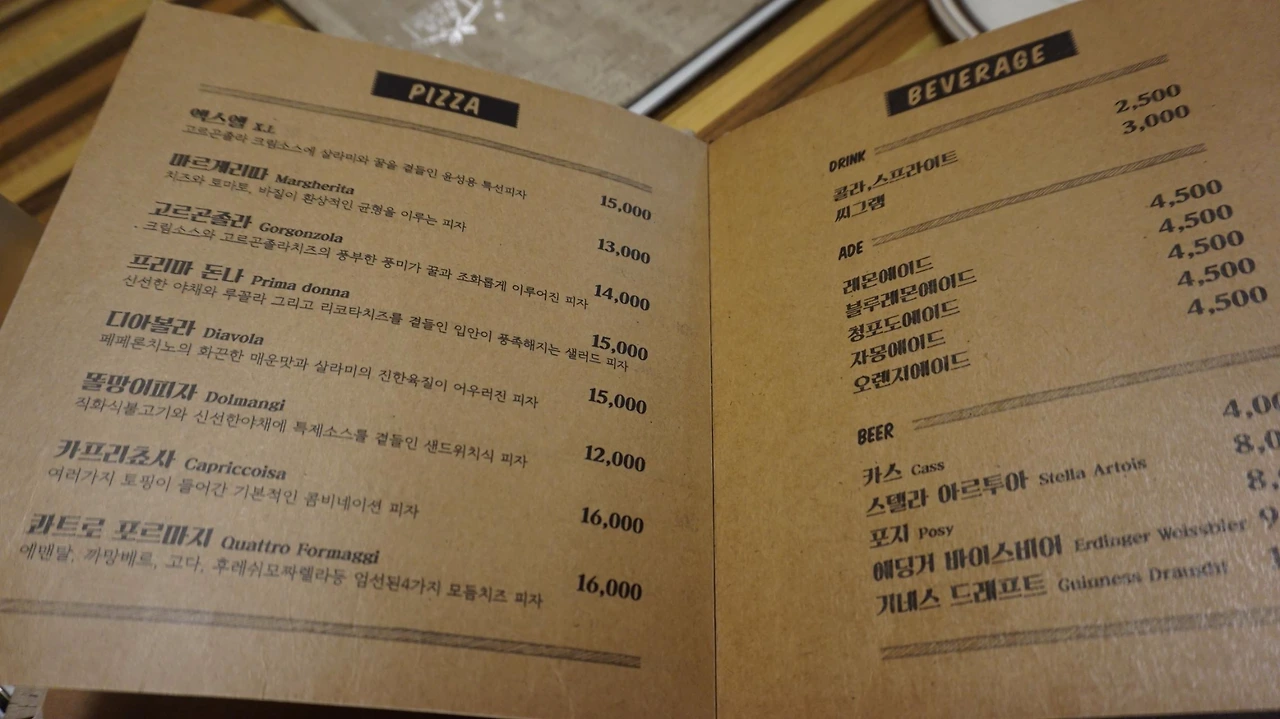 PIZZA
엑스엘
고르곤졸라 크림소스에 살라미와 꿀을 곁들인 윤성용 특선피자
15,000
마르게리따 Margherita
치즈와 토마토, 바질이 환상적인 균형을 이루는 피자
13,000
고르곤졸라 Gorgonzola
크림소스와 고르곤졸라치즈의 풍부한 풍미가 꿀과 조화롭게 이루어진 피자
14,000
프리마 돈나 Prima donna
신선한 야채와 루꼴라 그리고 리코타치즈를 곁들인 입안이 풍족해지는 샐러드 피자
15,000
디아볼라 Diavola
페페론치노의 화끈한 매운맛과 살라미의 진한육질이 어우러진 피자
15,000
똘망이피자 Dolmangi
직화식불고기와 신선한야채에 특제소스를 곁들인 샌드위치식 피자
12,000
카프리쵸사 Capriccoisa
여러가지 토핑이 들어간 기본적인 콤비네이션 피자
16,000
콰트로 포르마지 Quattro Formaggi
에맨탈, 까망베르, 고다, 후레쉬모짜렐라등 엄선된4가지 모듬치즈 피자
16,000
BEVERAGE
DRINK
콜라,스프라이트 2,500
씨그램 3,000
ADE
레몬에이드 4,500
블루레몬에이드 4,500
청포도에이드 4,500
자몽에이드 4,500
오렌지에이드 4,500
BEER
카스 Cass 4,00
스텔라 아르투아 Stella Artois 8,0
포지 Posy 8,
에딩거 바이스비어 Erdinger Weissbier 9
기네스 드래프트 Guinness Draught